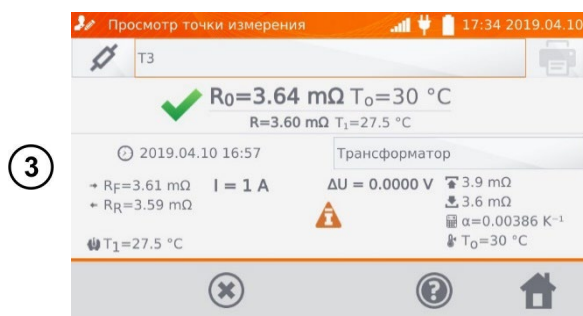 Просмотр точки измерения 17:34 2019.04.10
T3
R₀=3.64 mΩ Tₒ=30 °C
R=3.60 mΩ T₁=27.5 °C
3
2019.04.10 16:57 Трансформатор
R_F=3.61 mΩ I = 1 A ΔU = 0.0000 V 3.9 mΩ
R_R=3.59 mΩ 3.6 mΩ
α=0.00386 K⁻¹
T₁=27.5 °C T₀=30 °C